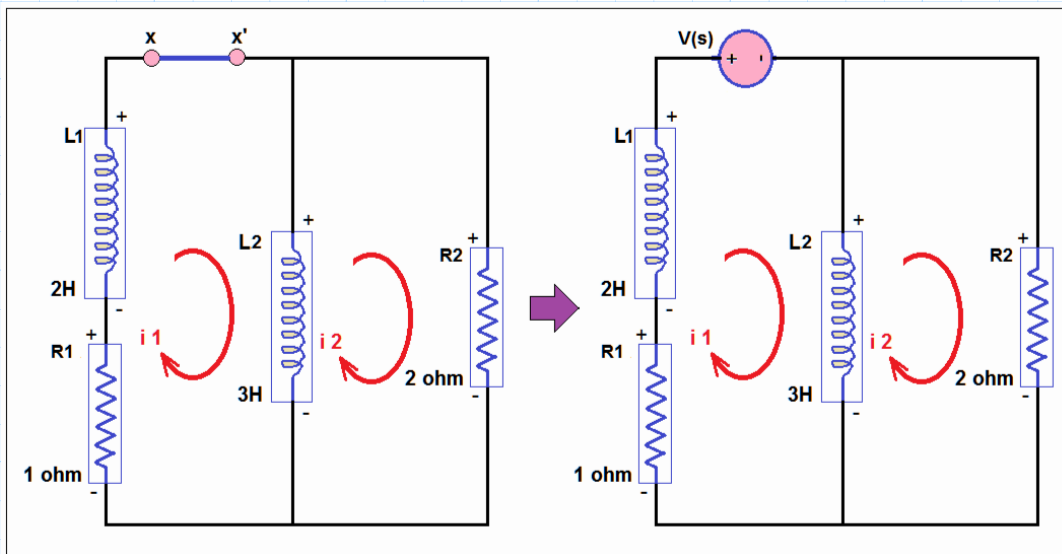 x x'
+
L1
L2
+
R2
+
2H
-
+
R1
i 1
i 2
2 ohm
-
3H
-
1 ohm
-
V(s)
+ -
+
L1
L2
+
R2
+
2H
-
+
R1
i 1
i 2
2 ohm
-
3H
-
1 ohm
-